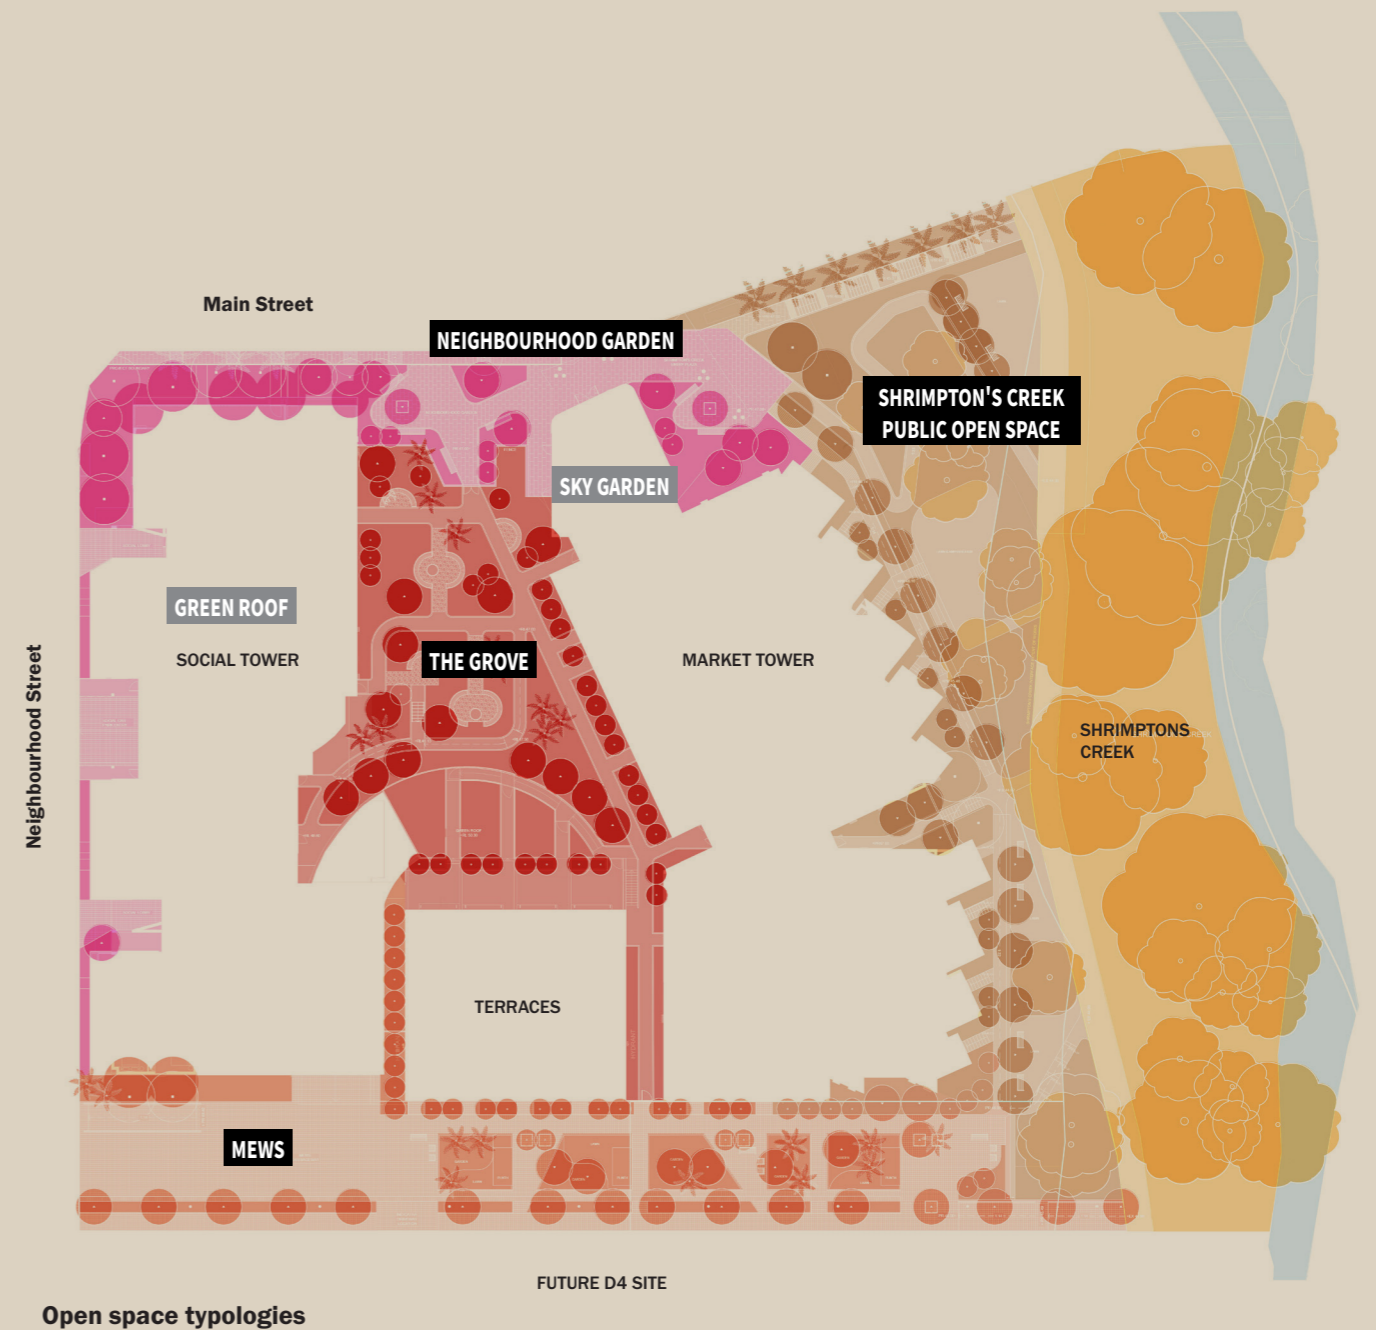 Main Street
NEIGHBOURHOOD GARDEN
SHRIMPTON'S CREEK
PUBLIC OPEN SPACE
SKY GARDEN
GREEN ROOF
SOCIAL TOWER
THE GROVE
MARKET TOWER
Neighbourhood Street
SHRIMPTONS
CREEK
TERRACES
MEWS
FUTURE D4 SITE
Open space typologies